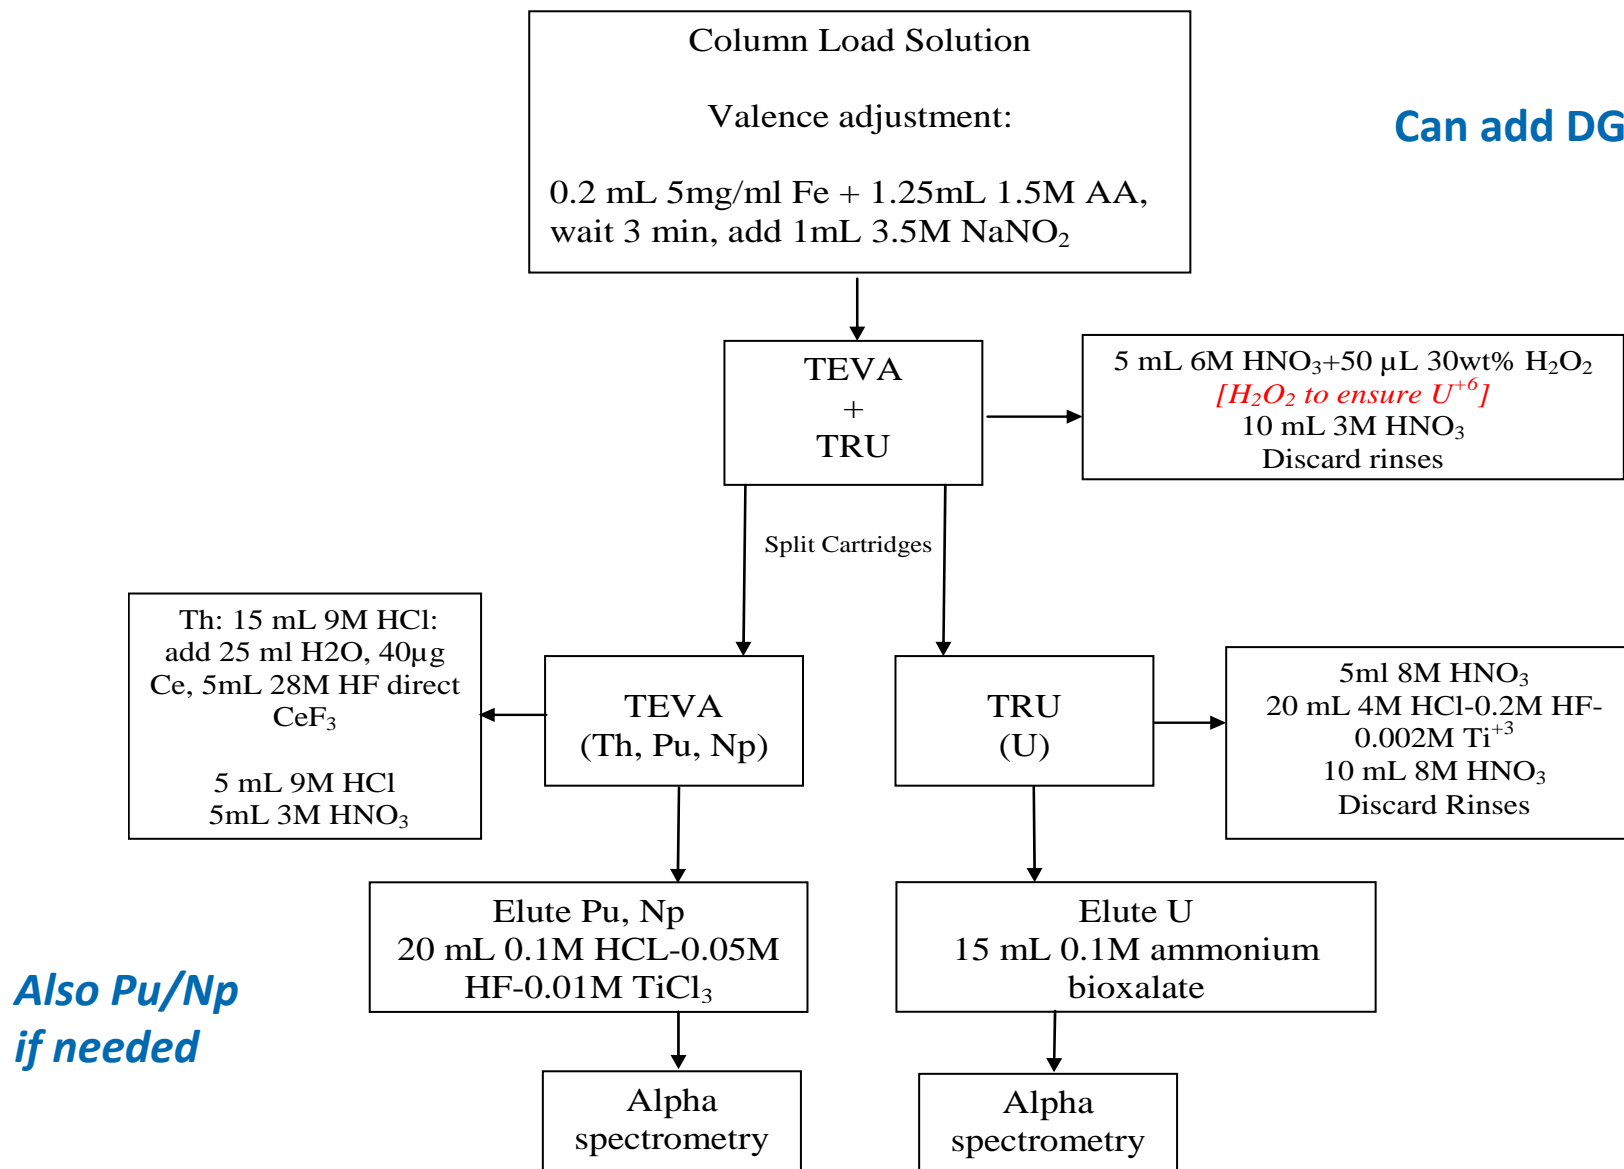 Column Load Solution
Valence adjustment:
0.2 mL 5mg/ml Fe + 1.25mL 1.5M AA,
wait 3 min, add 1mL 3.5M NaNO₂
Can add DG
TEVA
+
TRU
5 mL 6M HNO₃+50 µL 30wt% H₂O₂
[H₂O₂ to ensure U⁺⁶]
10 mL 3M HNO₃
Discard rinses
Split Cartridges
Th: 15 mL 9M HCl:
add 25 ml H2O, 40µg
Ce, 5mL 28M HF direct
CeF₃
5 mL 9M HCl
5mL 3M HNO₃
TEVA
(Th, Pu, Np)
TRU
(U)
5ml 8M HNO₃
20 mL 4M HCl-0.2M HF-
0.002M Ti⁺³
10 mL 8M HNO₃
Discard Rinses
Elute Pu, Np
20 mL 0.1M HCL-0.05M
HF-0.01M TiCl₃
Elute U
15 mL 0.1M ammonium
bioxalate
Also Pu/Np
if needed
Alpha
spectrometry
Alpha
spectrometry